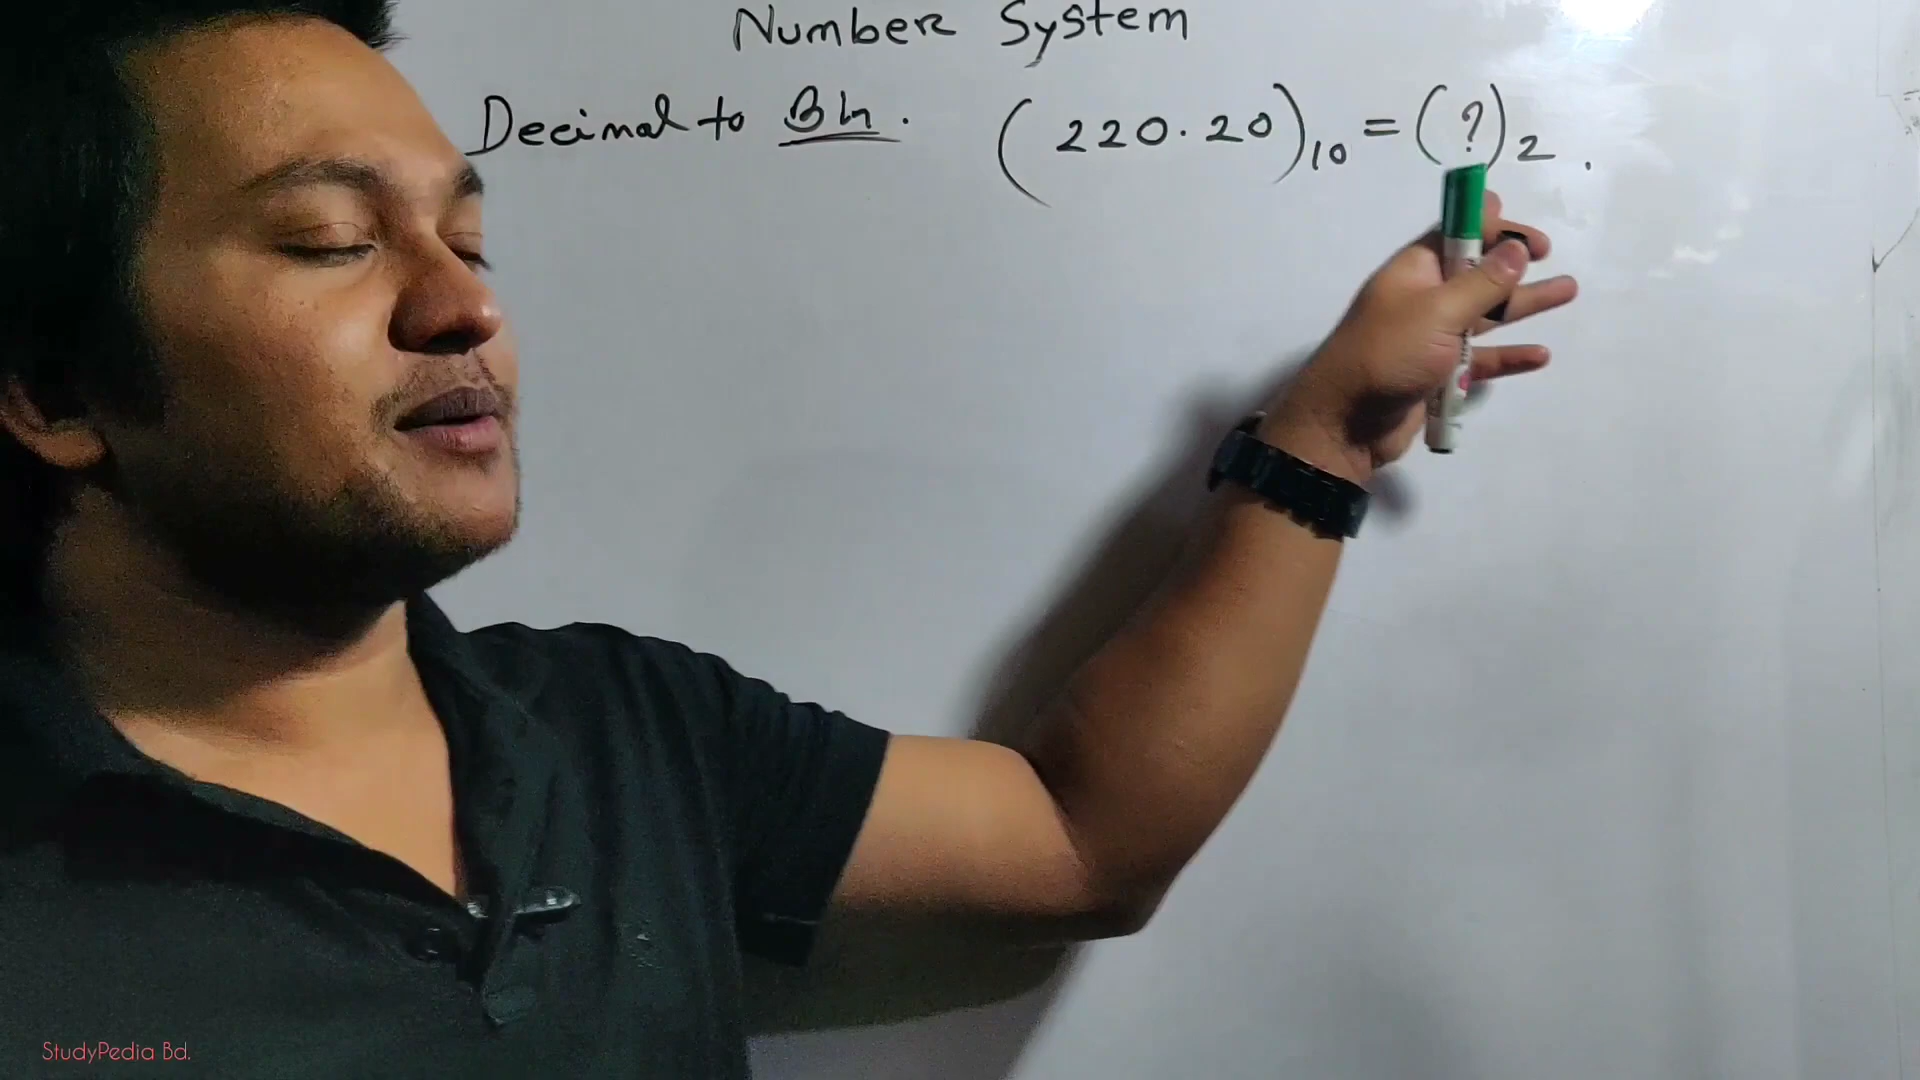 Number System
Decimal to Bin. (220.20)10 = (?)2.
StudyPedia Bd.